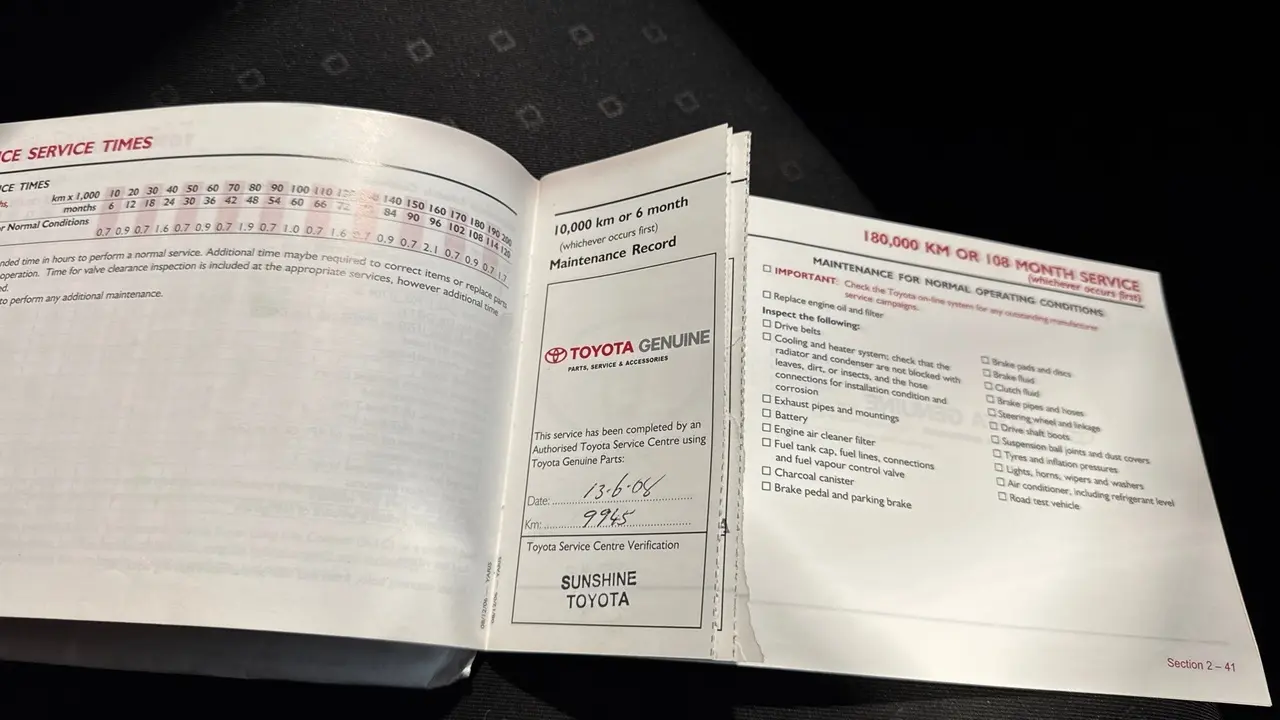 CE SERVICE TIMES
CE TIMES
km x 1,000 10 20 30 40 50 60 70 80 90 100 110 140 150 160 170 180 190 200
months 6 12 18 24 30 36 42 48 54 60 66 72 84 90 96 102 108 114 120
r Normal Conditions 0.7 0.9 0.7 1.6 0.7 0.9 0.7 1.9 0.7 1.0 0.7 1.6 0.7 0.9 0.7 2.1 0.7 0.9 0.7 1.7
nded time in hours to perform a normal service. Additional time maybe required to correct items or replace parts
operation. Time for valve clearance inspection is included at the appropriate services, however additional time
ed.
to perform any additional maintenance.
10,000 km or 6 month
(whichever occurs first)
Maintenance Record
TOYOTA GENUINE
PARTS, SERVICE & ACCESSORIES
This service has been completed by an
Authorised Toyota Service Centre using
Toyota Genuine Parts:
Date: 13-6-08
Km: 9945
Toyota Service Centre Verification
SUNSHINE
TOYOTA
180,000 KM OR 108 MONTH SERVICE
(whichever occurs first)
MAINTENANCE FOR NORMAL OPERATING CONDITIONS:
IMPORTANT: Check the Toyota on-line system for any outstanding manufacturer
service campaigns.
Replace engine oil and filter
Inspect the following:
Drive belts
Cooling and heater system; check that the
radiator and condenser are not blocked with
leaves, dirt, or insects, and the hose
connections for installation condition and
corrosion
Exhaust pipes and mountings
Battery
Engine air cleaner filter
Fuel tank cap, fuel lines, connections
and fuel vapour control valve
Charcoal canister
Brake pedal and parking brake
Brake pads and discs
Brake fluid
Clutch fluid
Brake pipes and hoses
Steering wheel and linkage
Drive shaft boots
Suspension ball joints and dust covers
Tyres and inflation pressures
Lights, horns, wipers and washers
Air conditioner, including refrigerant level
Road test vehicle
Section 2 – 41